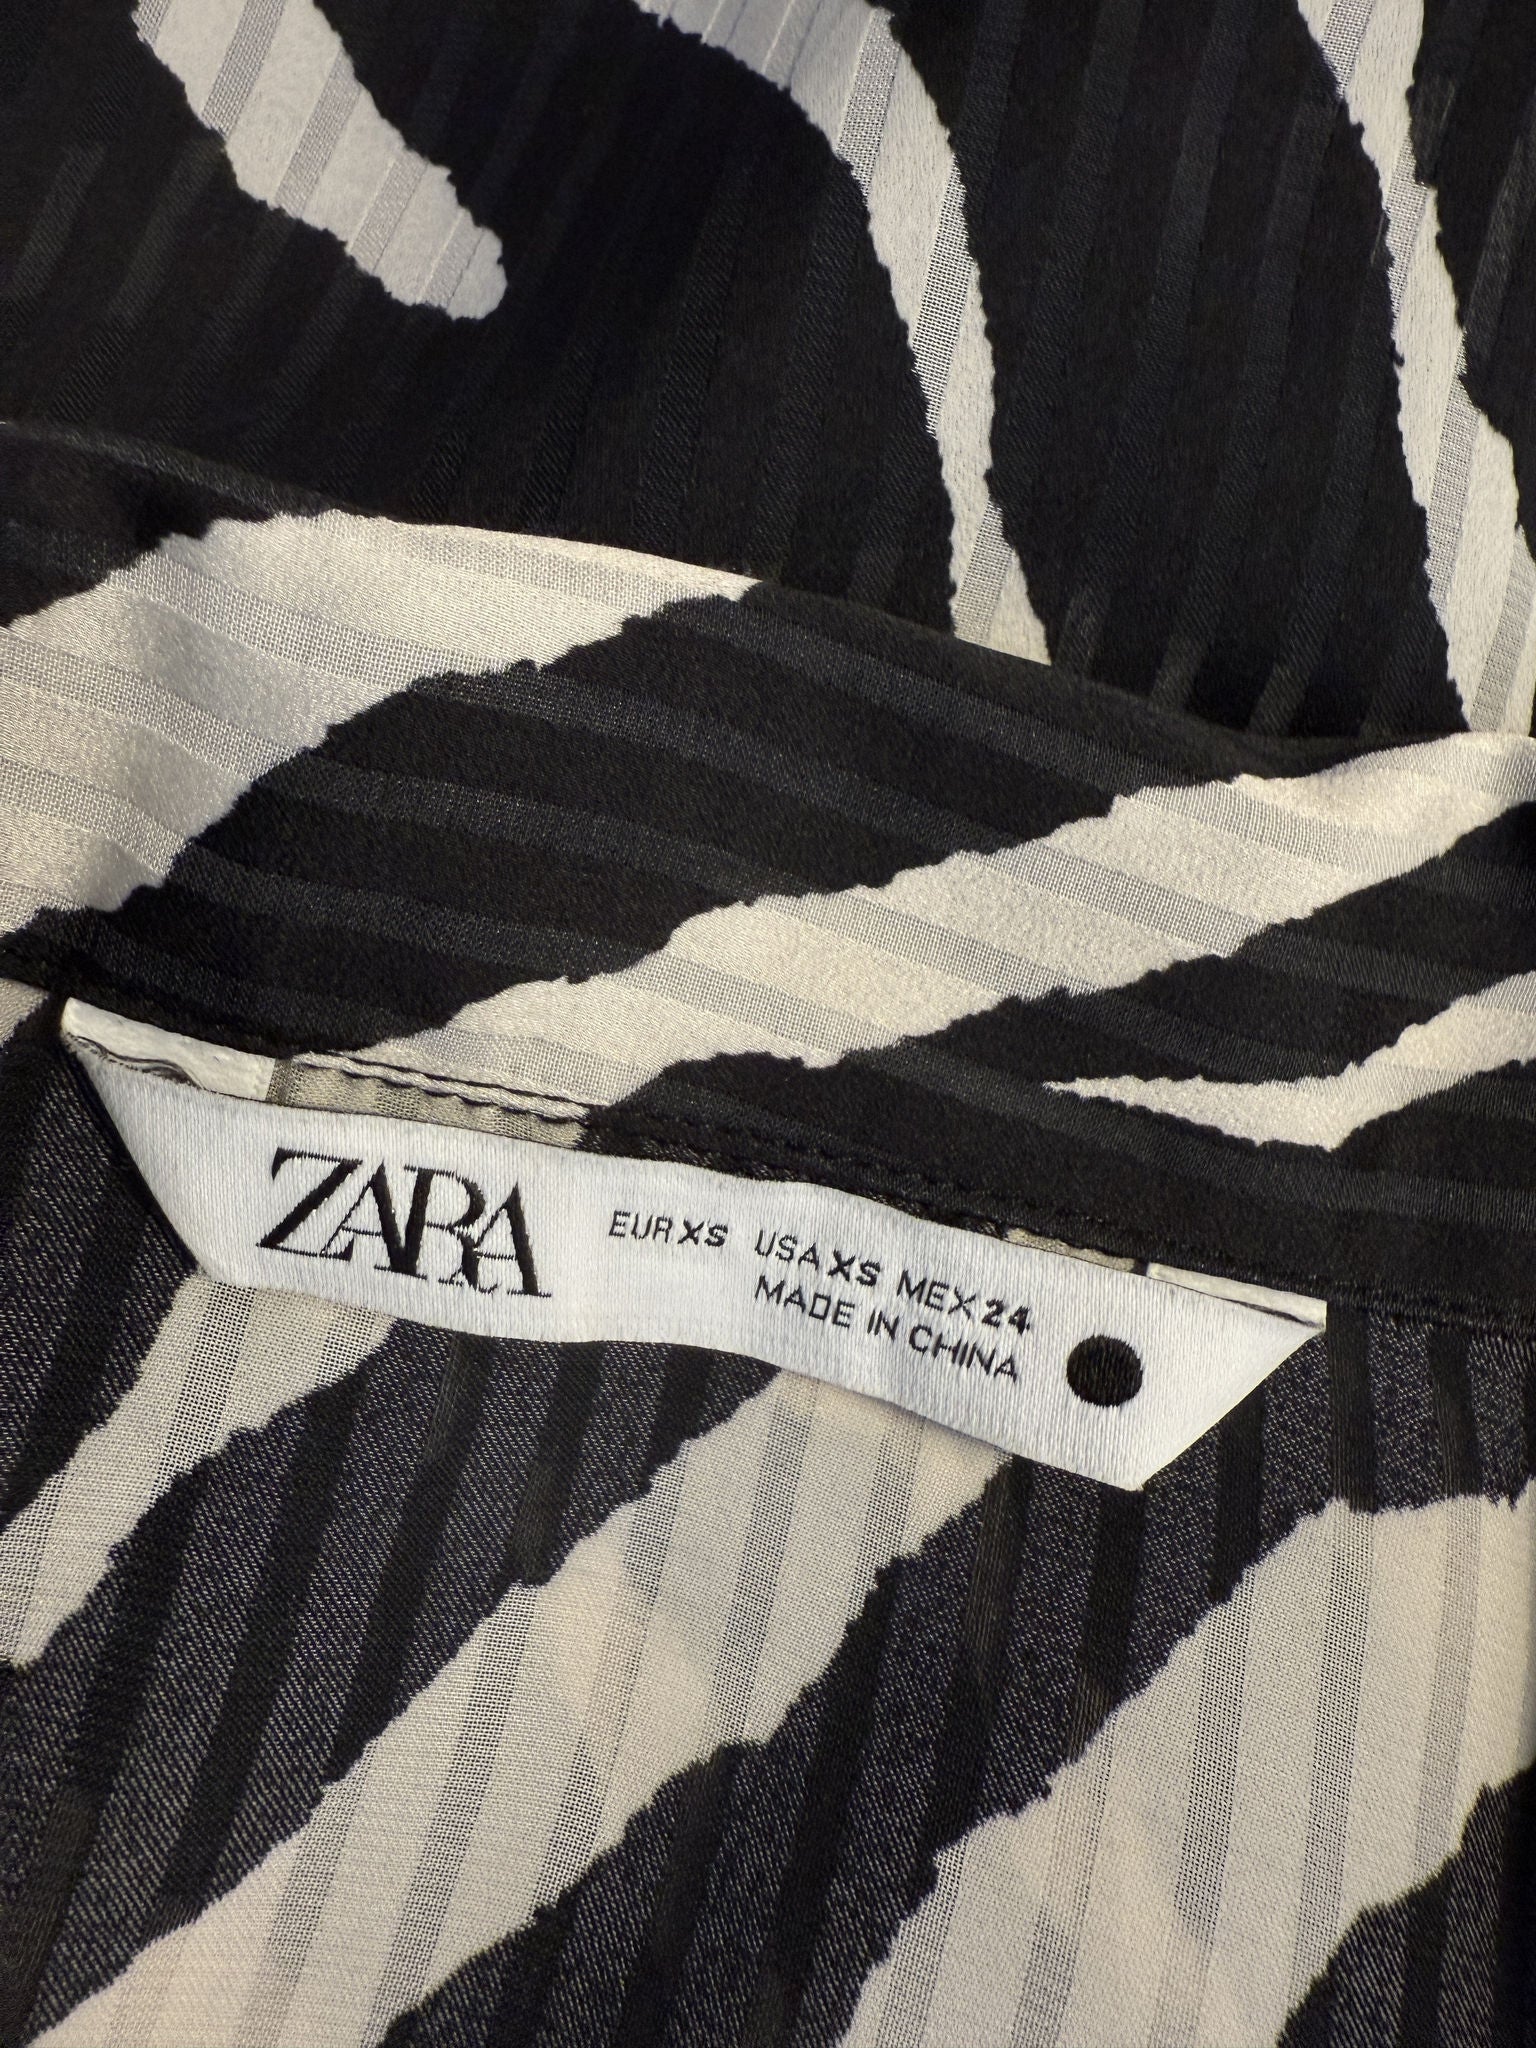 ZARA
EUR XS USA XS MEX 24
MADE IN CHINA